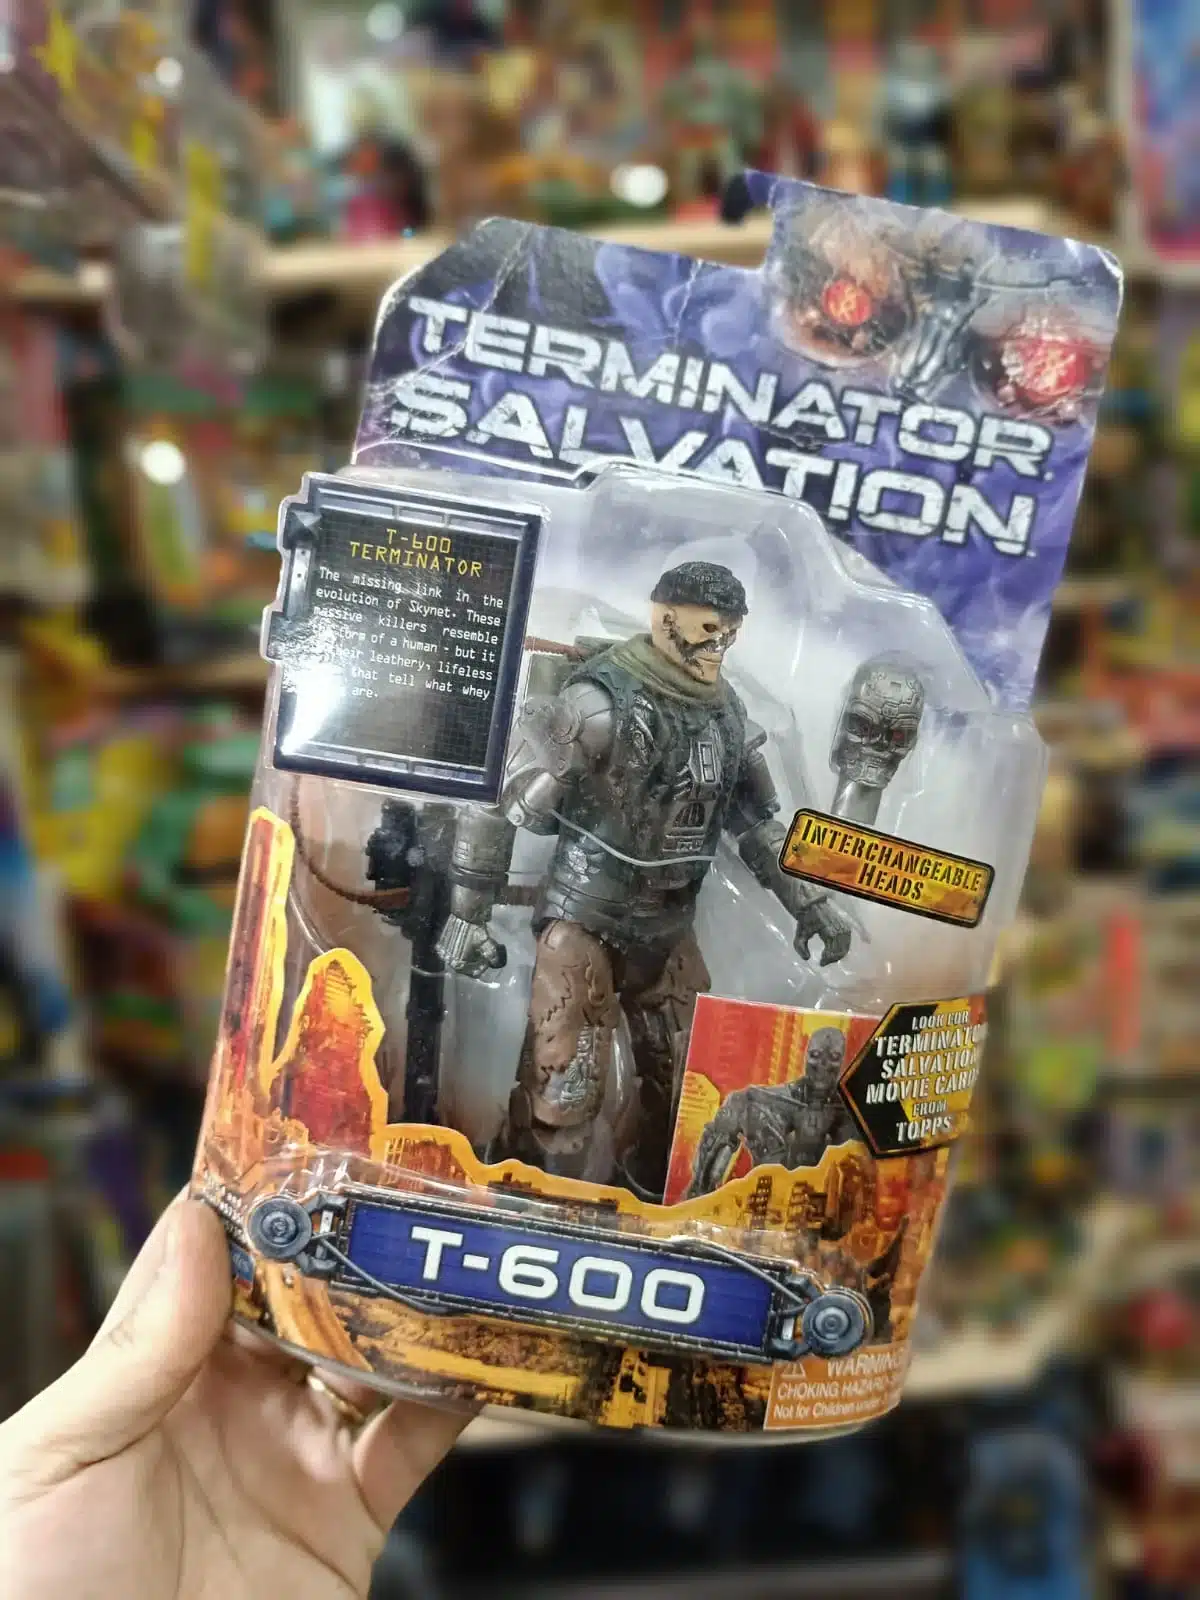 TERMINATOR
SALVATION
T-600
TERMINATOR
The missing link in the
evolution of Skynet. These
massive killers resemble
form of a human - but it
their leathery, lifeless
that tell what whey
are.
INTERCHANGEABLE
HEADS
LOOK FOR
TERMINATOR
SALVATION
MOVIE CARDS
FROM
TOPPS
T-600
WARNING
CHOKING HAZARD
Not for Children under